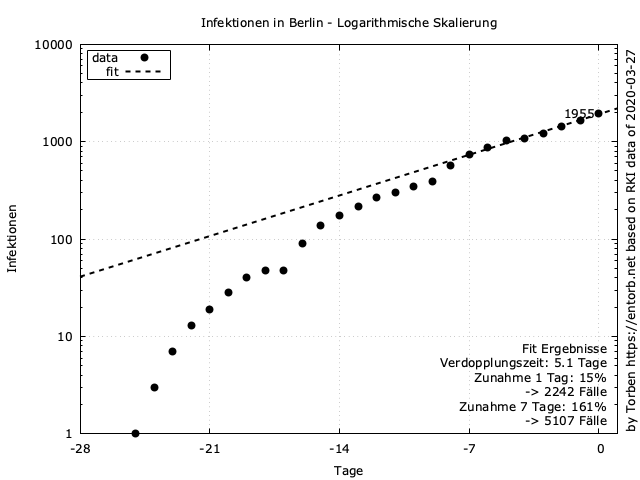 Infektionen in Berlin - Logarithmische Skalierung
10000
1000
100
10
1
data
fit
1955
Infektionen
Fit Ergebnisse
Verdopplungszeit: 5.1 Tage
Zunahme 1 Tag: 15%
-> 2242 Fälle
Zunahme 7 Tage: 161%
-> 5107 Fälle
-28 -21 -14 -7 0
Tage
by Torben https://entorb.net based on RKI data of 2020-03-27